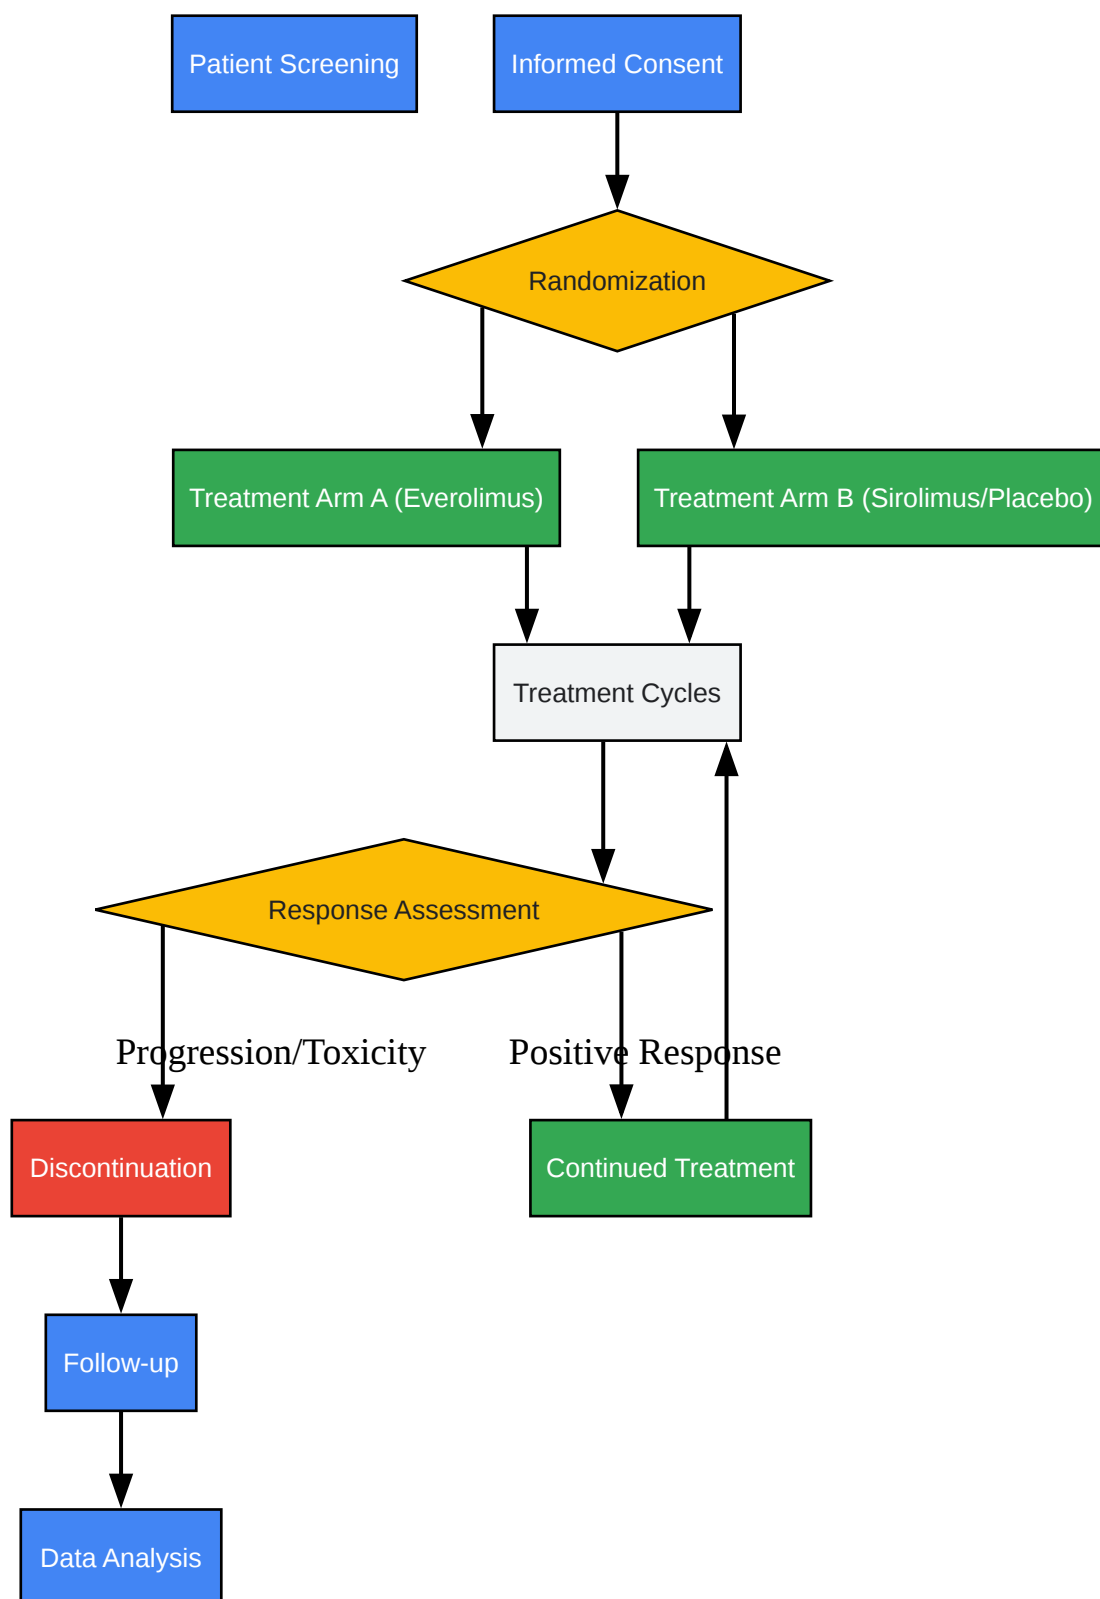 Patient Screening
Informed Consent
Randomization
Treatment Arm A (Everolimus)
Treatment Arm B (Sirolimus/Placebo)
Treatment Cycles
Response Assessment
Progression/Toxicity
Positive Response
Discontinuation
Continued Treatment
Follow-up
Data Analysis